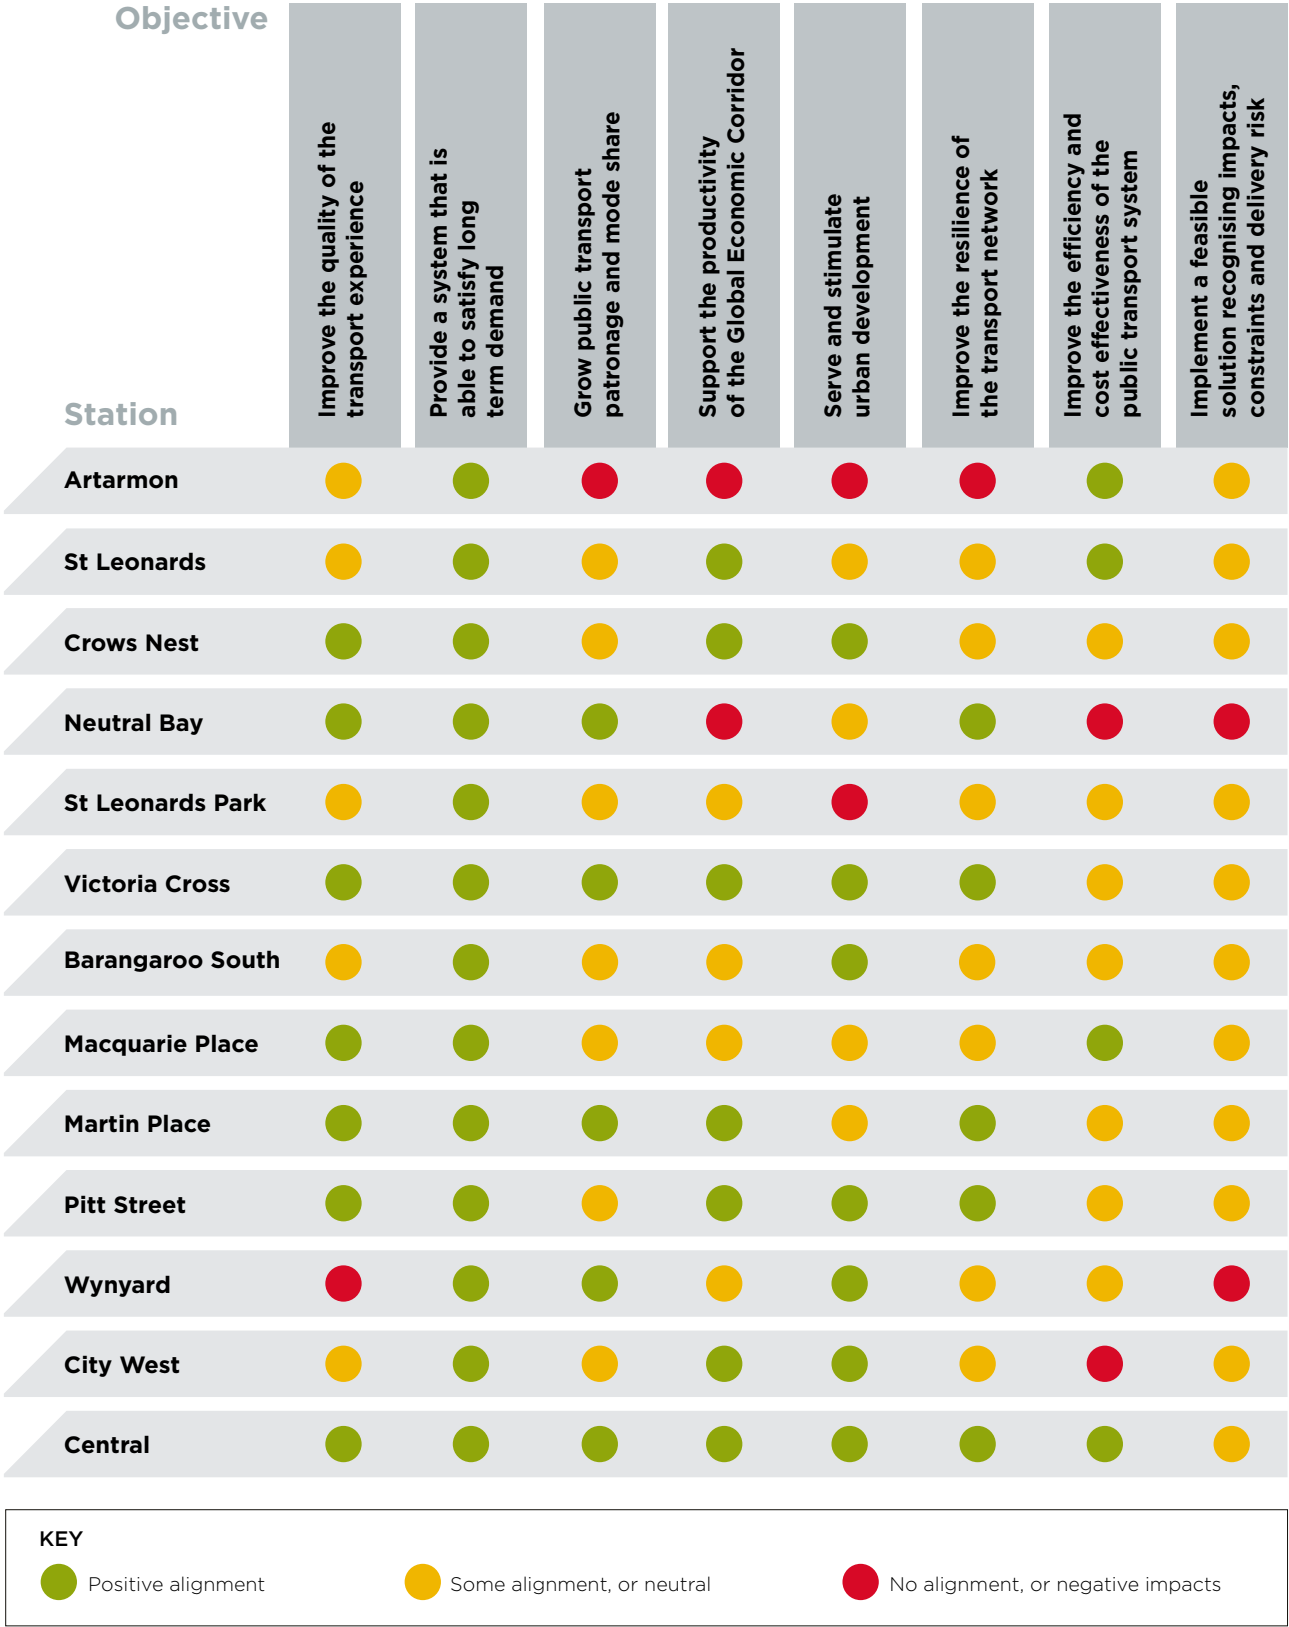 Objective
Improve the quality of the
transport experience
Provide a system that is
able to satisfy long
term demand
Grow public transport
patronage and mode share
Support the productivity
of the Global Economic Corridor
Serve and stimulate
urban development
Improve the resilience of
the transport network
Improve the efficiency and
cost effectiveness of the
public transport system
Implement a feasible
solution recognising impacts,
constraints and delivery risk
Station
Artarmon
St Leonards
Crows Nest
Neutral Bay
St Leonards Park
Victoria Cross
Barangaroo South
Macquarie Place
Martin Place
Pitt Street
Wynyard
City West
Central
KEY
Positive alignment
Some alignment, or neutral
No alignment, or negative impacts